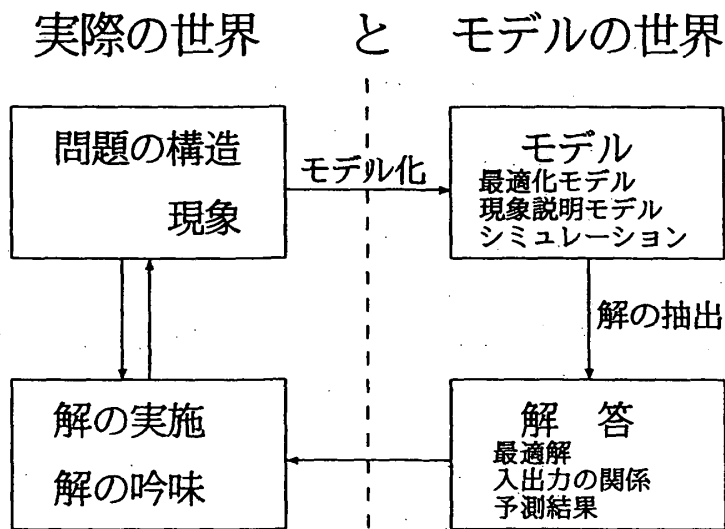 実際の世界 と モデルの世界
問題の構造
現象
モデル化
モデル
最適化モデル
現象説明モデル
シミュレーション
解の抽出
解の実施
解の吟味
解 答
最適解
入出力の関係
予測結果